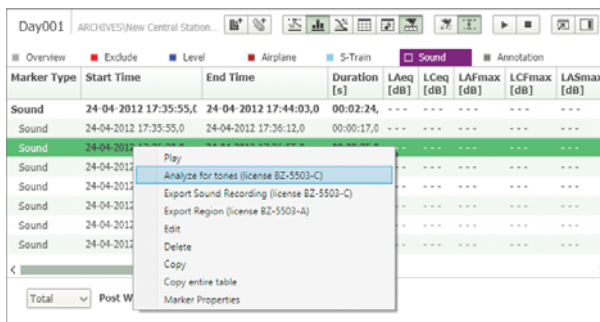 Day001 ARCHIVES\New Central Station...
Overview Exclude Level Airplane S-Train Sound Annotation
Marker Type Start Time End Time Duration [s] LAeq [dB] LCeq [dB] LAFmax [dB] LCFmax [dB] LASmax [dB]
Sound 24-04-2012 17:35:55,0 24-04-2012 17:44:03,0 00:02:24, - - - - - - - - - - - - - - -
Sound 24-04-2012 17:35:55,0 24-04-2012 17:36:12,0 00:00:17,0 - - - - - - - - - - - - - - -
Sound
Play
Sound 24-04-2012 - - - - - - - - - - - -
Analyze for tones (license BZ-5503-C)
Sound 24-04-2012 - - - - - - - - - - - -
Export Sound Recording (license BZ-5503-C)
Sound 24-04-2012 - - - - - - - - - - - -
Export Region (license BZ-5503-A)
Sound 24-04-2012 - - - - - - - - - - - -
Edit
Sound 24-04-2012 - - - - - - - - - - - -
Delete
Copy
Copy entire table
Total Post W
Marker Properties